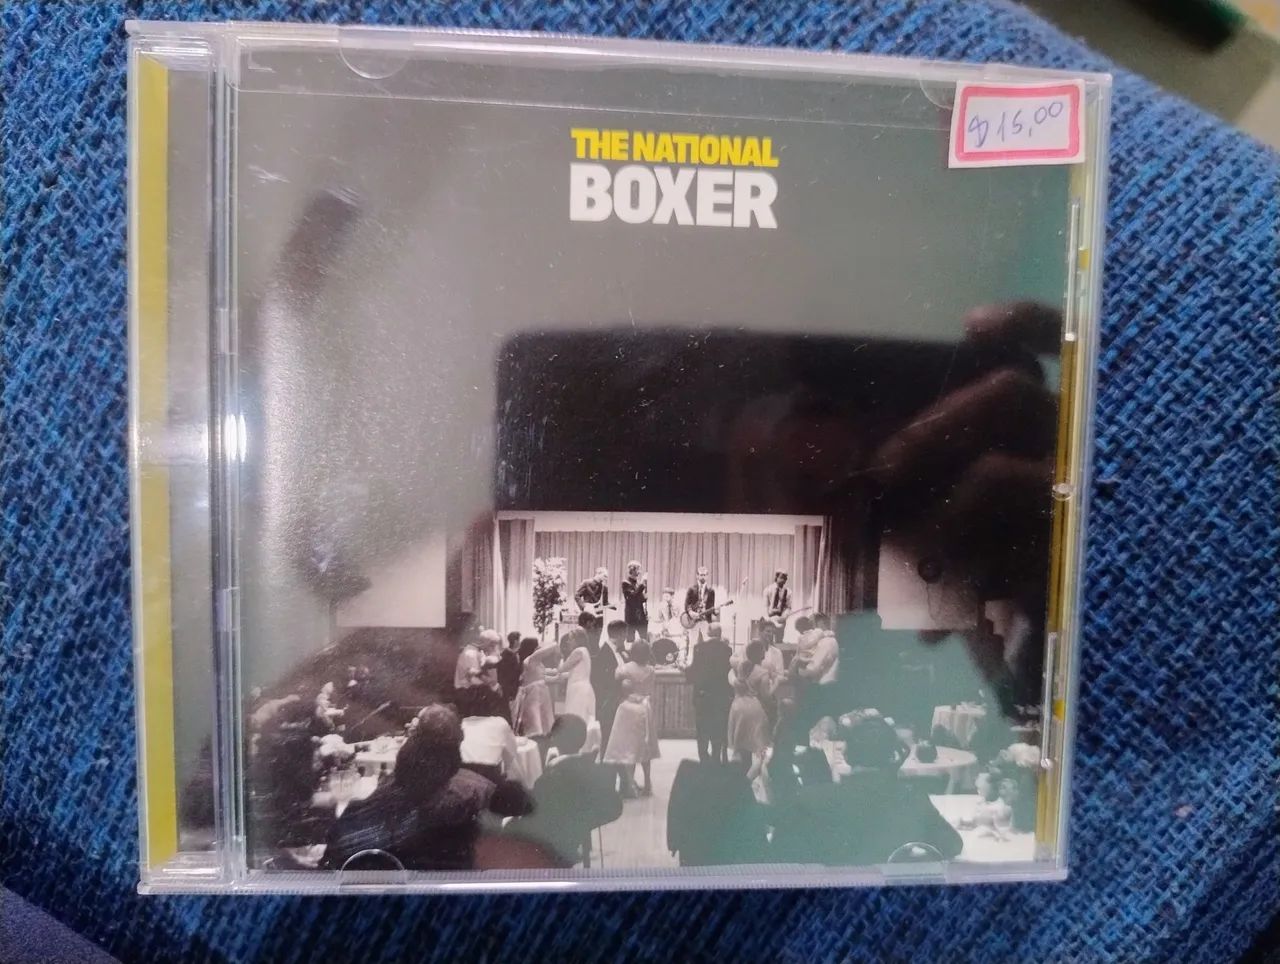 THE NATIONAL
BOXER
$15,00